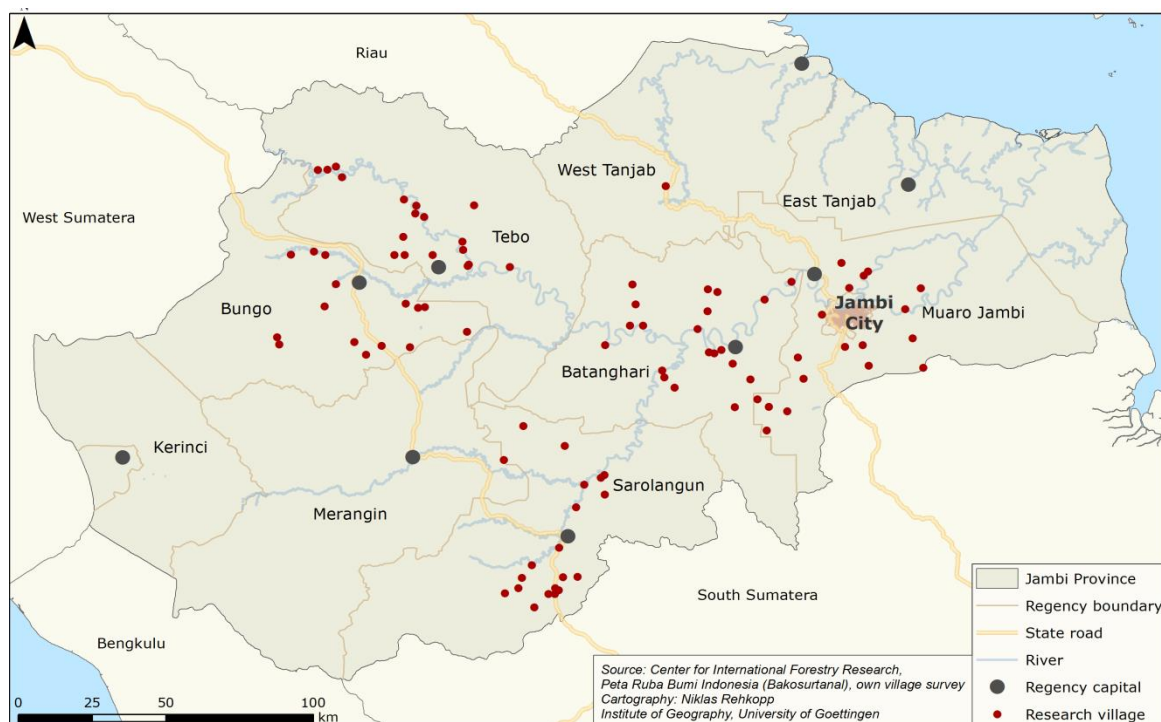 Riau
West Tanjab
East Tanjab
West Sumatera
Tebo
Bungo
Jambi
City
Muaro Jambi
Batanghari
Kerinci
Sarolangun
Merangin
South Sumatera
Bengkulu
Jambi Province
Regency boundary
State road
River
Regency capital
Research village
Source: Center for International Forestry Research,
Peta Ruba Bumi Indonesia (Bakosurtanal), own village survey
Cartography: Niklas Rehkopp
Institute of Geography, University of Goettingen
0 25 50 100
km